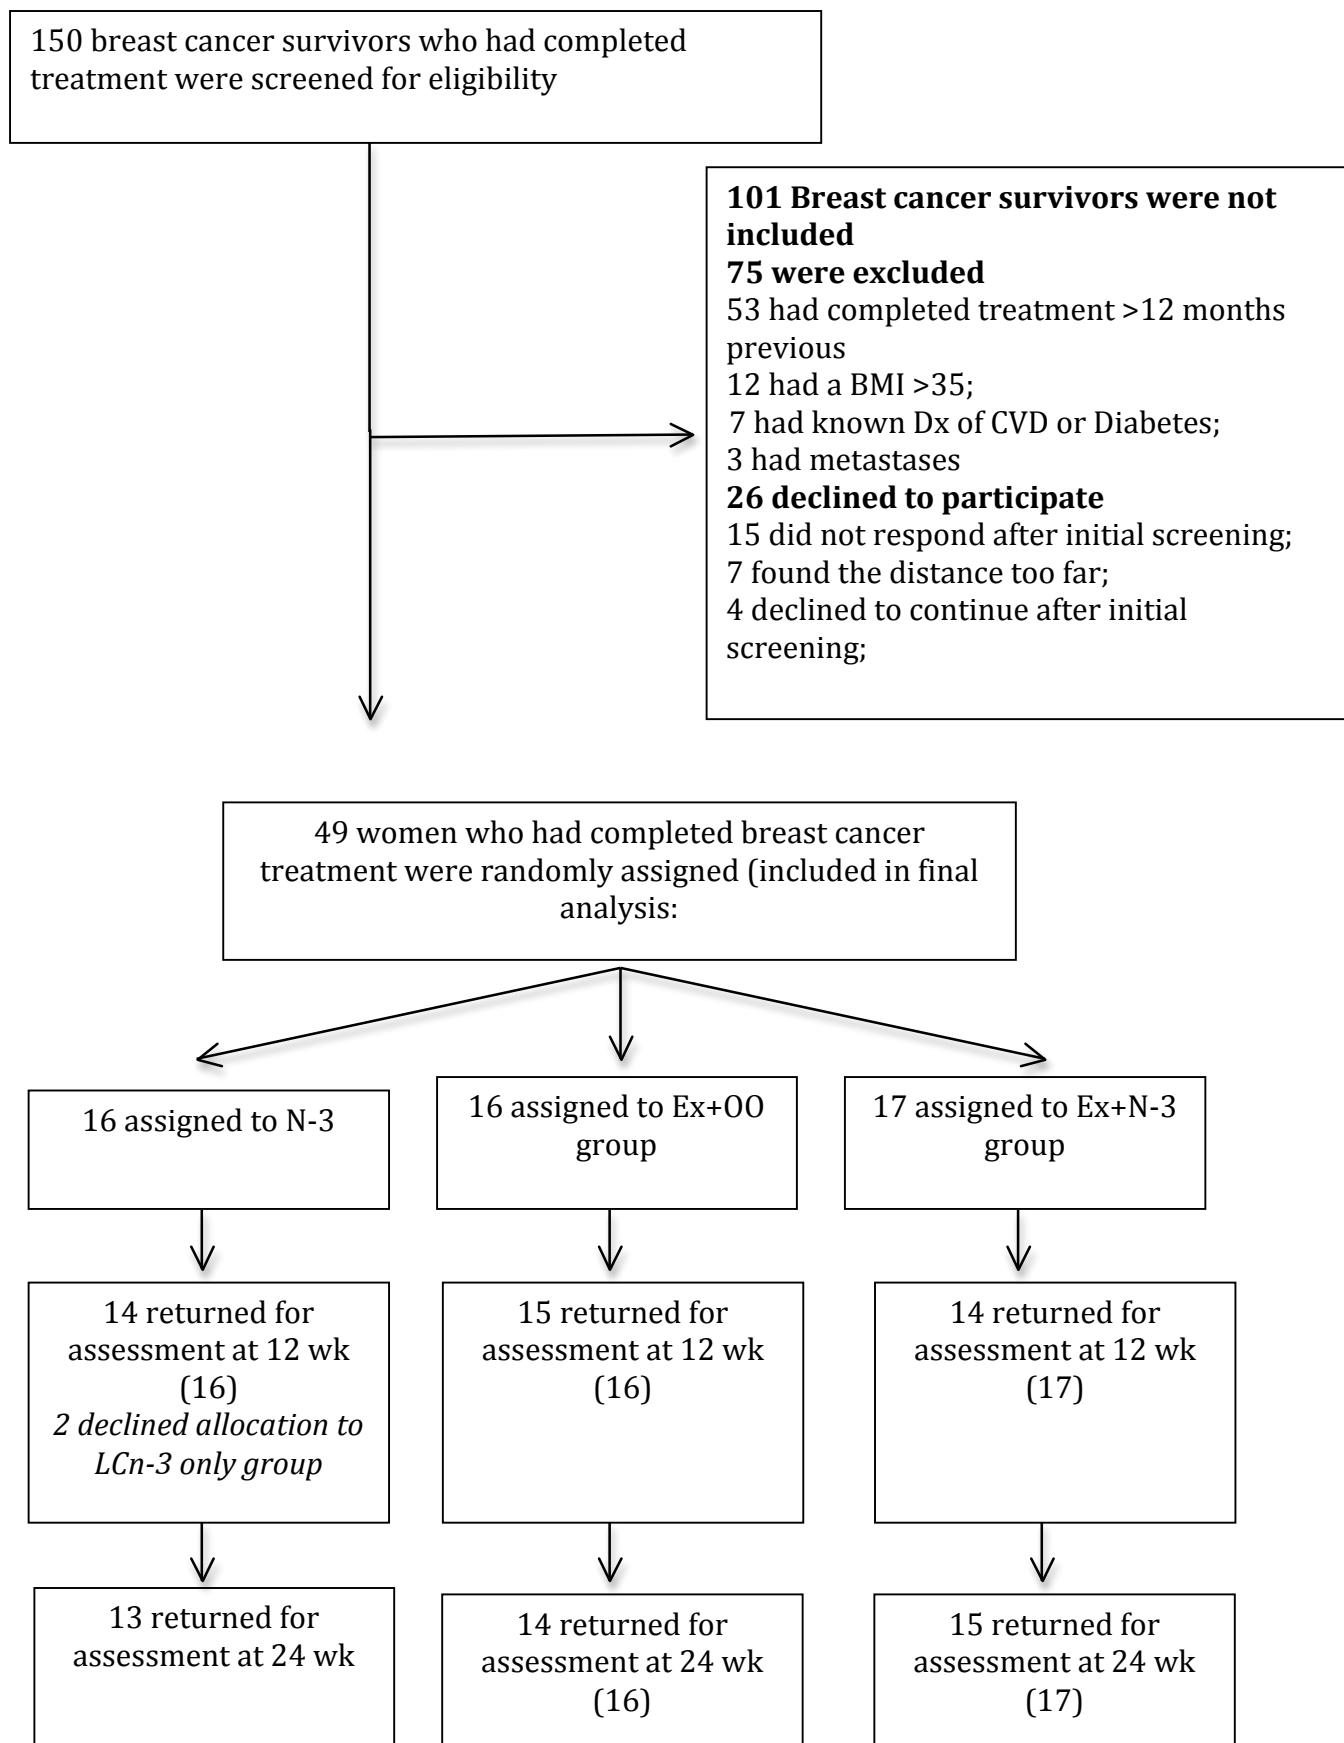 150 breast cancer survivors who had completed
treatment were screened for eligibility
101 Breast cancer survivors were not
included
75 were excluded
53 had completed treatment >12 months
previous
12 had a BMI >35;
7 had known Dx of CVD or Diabetes;
3 had metastases
26 declined to participate
15 did not respond after initial screening;
7 found the distance too far;
4 declined to continue after initial
screening;
49 women who had completed breast cancer
treatment were randomly assigned (included in final
analysis:
16 assigned to N-3
16 assigned to Ex+OO
group
17 assigned to Ex+N-3
group
14 returned for
assessment at 12 wk
(16)
2 declined allocation to
LCn-3 only group
15 returned for
assessment at 12 wk
(16)
14 returned for
assessment at 12 wk
(17)
13 returned for
assessment at 24 wk
14 returned for
assessment at 24 wk
(16)
15 returned for
assessment at 24 wk
(17)